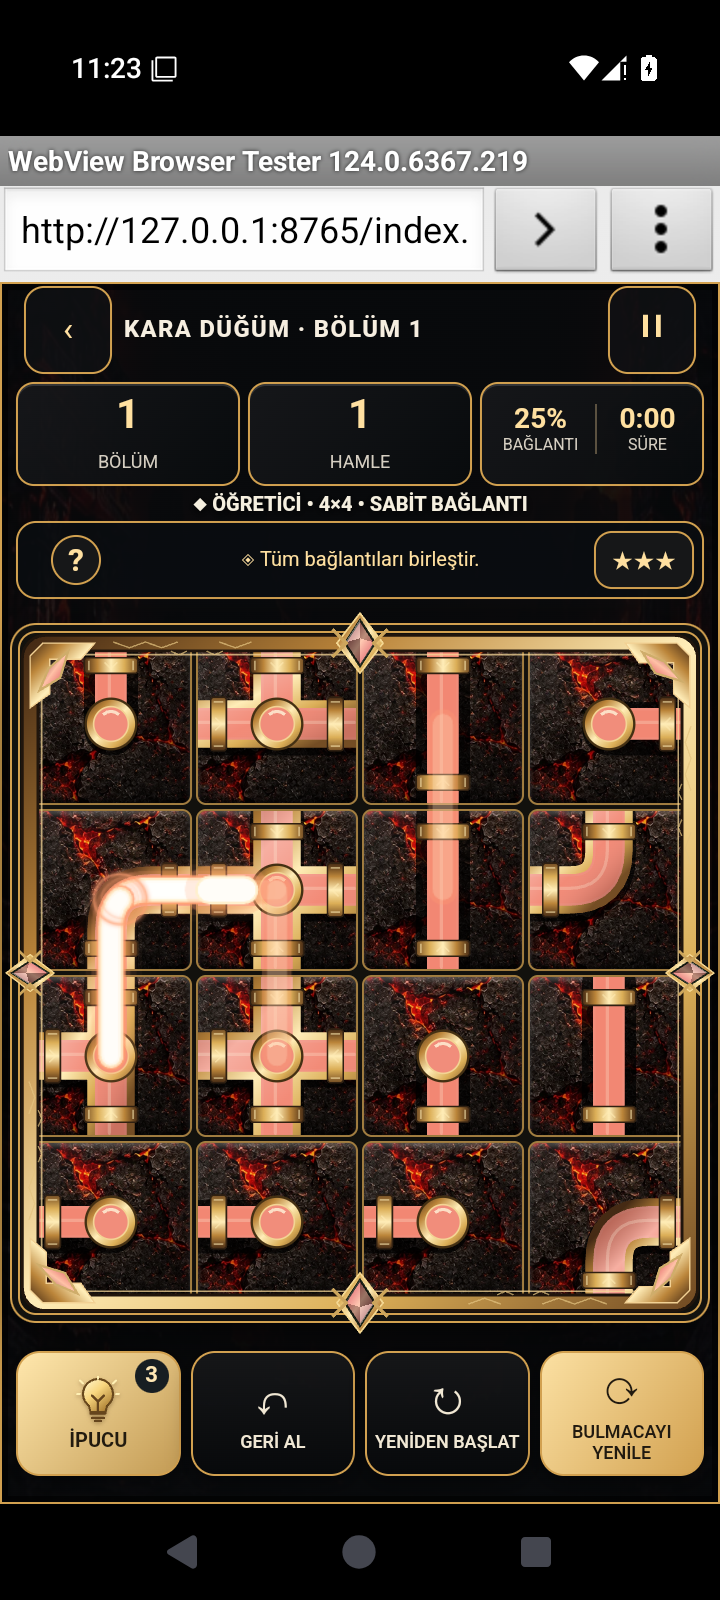 11:23
WebView Browser Tester 124.0.6367.219
http://127.0.0.1:8765/index.
‹ KARA DÜĞÜM · BÖLÜM 1
1
BÖLÜM
1
HAMLE
25%
BAĞLANTI
0:00
SÜRE
◆ ÖĞRETİCİ • 4×4 • SABİT BAĞLANTI
? ◈ Tüm bağlantıları birleştir. ★★★
3
İPUCU
GERİ AL
YENİDEN BAŞLAT
BULMACAYI
YENİLE